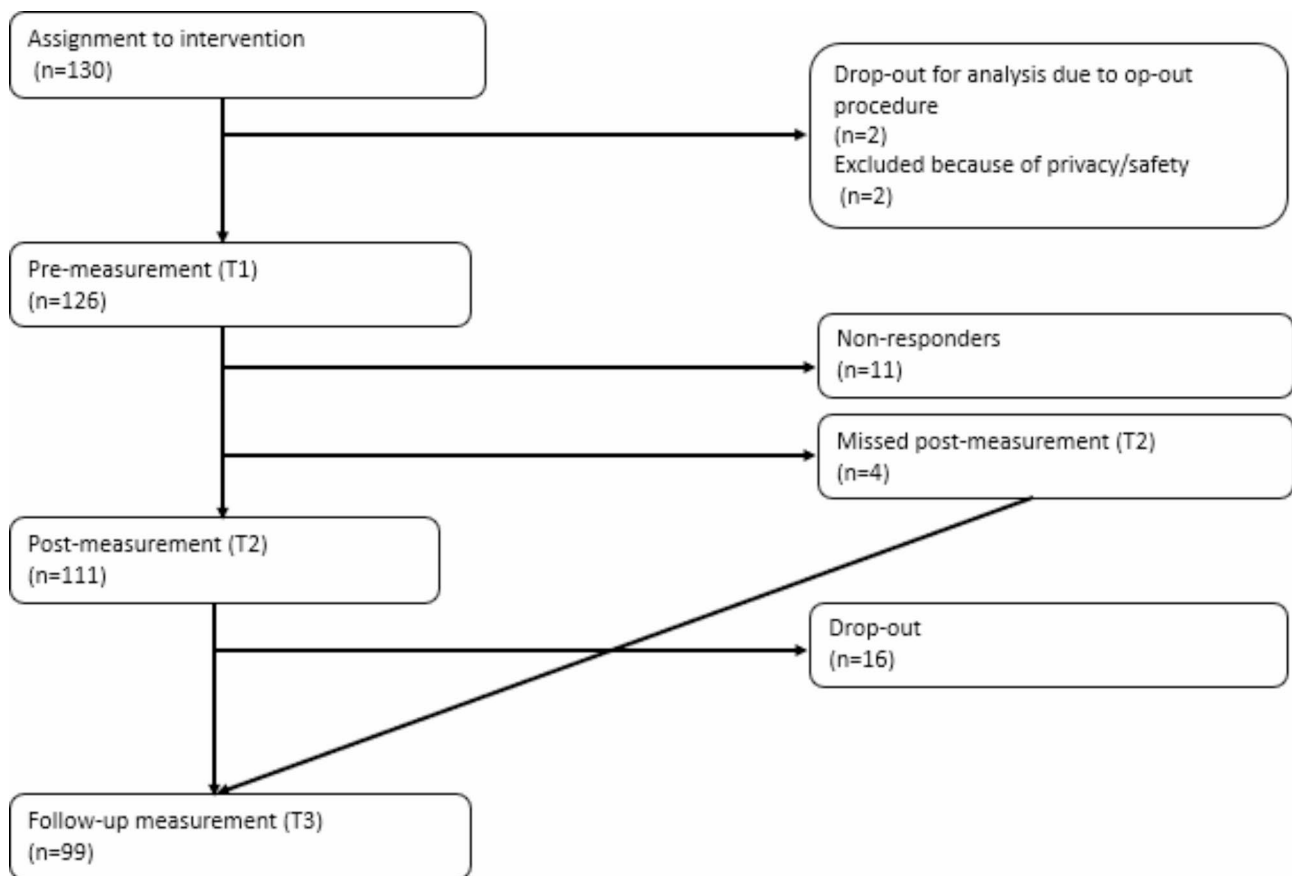 Assignment to intervention
(n=130)
Drop-out for analysis due to op-out
procedure
(n=2)
Excluded because of privacy/safety
(n=2)
Pre-measurement (T1)
(n=126)
Non-responders
(n=11)
Missed post-measurement (T2)
(n=4)
Post-measurement (T2)
(n=111)
Drop-out
(n=16)
Follow-up measurement (T3)
(n=99)